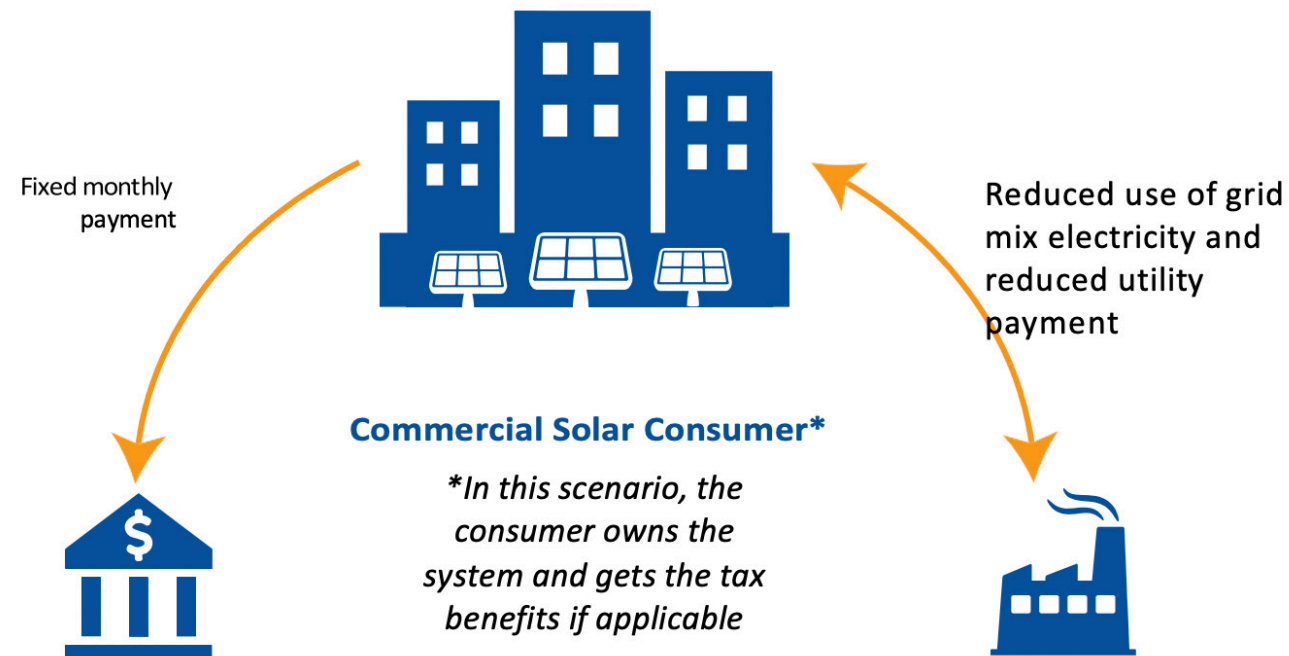 Fixed monthly
payment
Reduced use of grid
mix electricity and
reduced utility
payment
Commercial Solar Consumer*
*In this scenario, the
consumer owns the
system and gets the tax
benefits if applicable
$